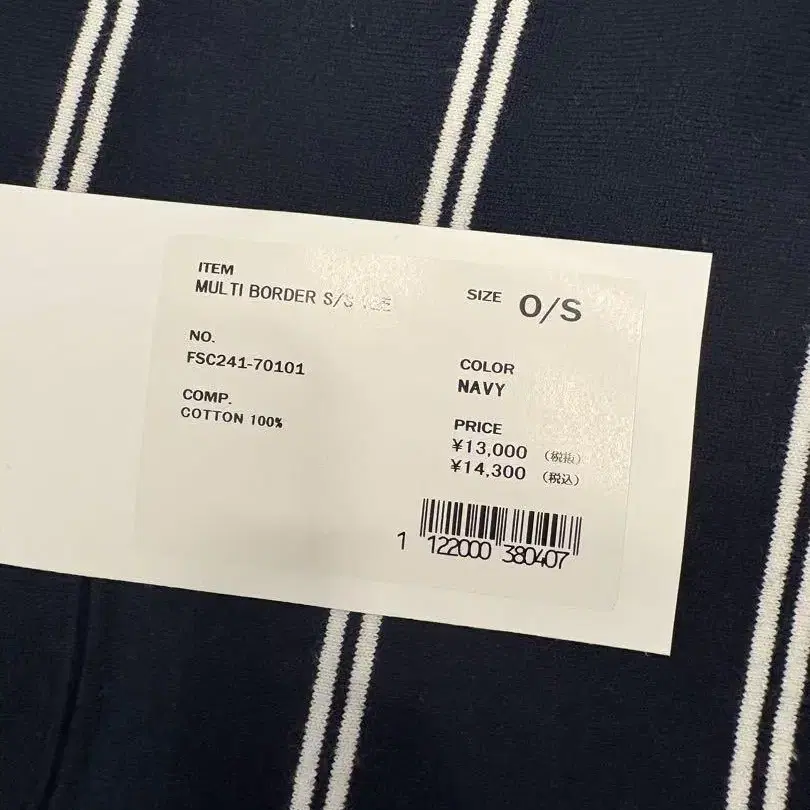 ITEM
MULTI BORDER S/S TEE
SIZE O/S
NO.
FSC241-70101
COLOR
NAVY
COMP.
COTTON 100%
PRICE
¥13,000 (税抜)
¥14,300 (税込)
1 122000 380407